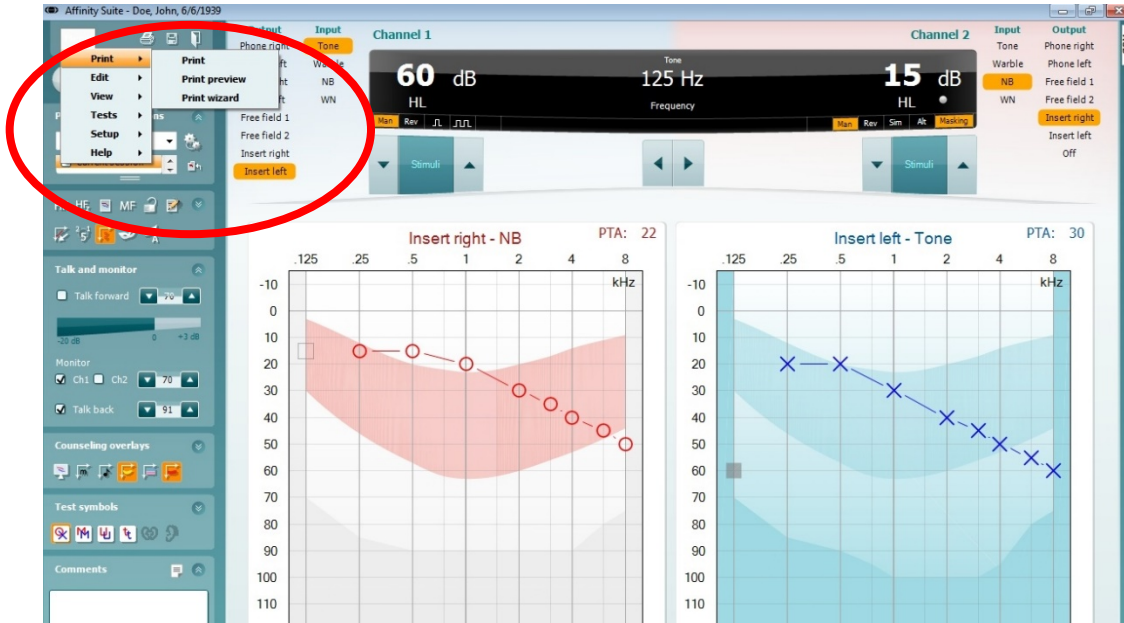 Affinity Suite - Doe, John, 6/6/1939
Print
Edit
View
Tests
Setup
Help
Print
Print preview
Print wizard
Output
Phone right
Free field 1
Free field 2
Insert right
Insert left
Input
Tone
Warble
NB
WN
Channel 1
Channel 2
60 dB
HL
Tone
125 Hz
Frequency
15 dB
HL
Man Rev
Man Rev Sim Alt Masking
Stimuli
Stimuli
Input
Tone
Warble
NB
WN
Output
Phone right
Phone left
Free field 1
Free field 2
Insert right
Insert left
Off
MF
Talk and monitor
Talk forward 70
-20 dB 0 +3 dB
Monitor
Ch1 Ch2 70
Talk back 91
Counseling overlays
Test symbols
Comments
Insert right - NB
PTA: 22
.125 .25 .5 1 2 4 8
kHz
-10
0
10
20
30
40
50
60
70
80
90
100
110
Insert left - Tone
PTA: 30
.125 .25 .5 1 2 4 8
kHz
-10
0
10
20
30
40
50
60
70
80
90
100
110